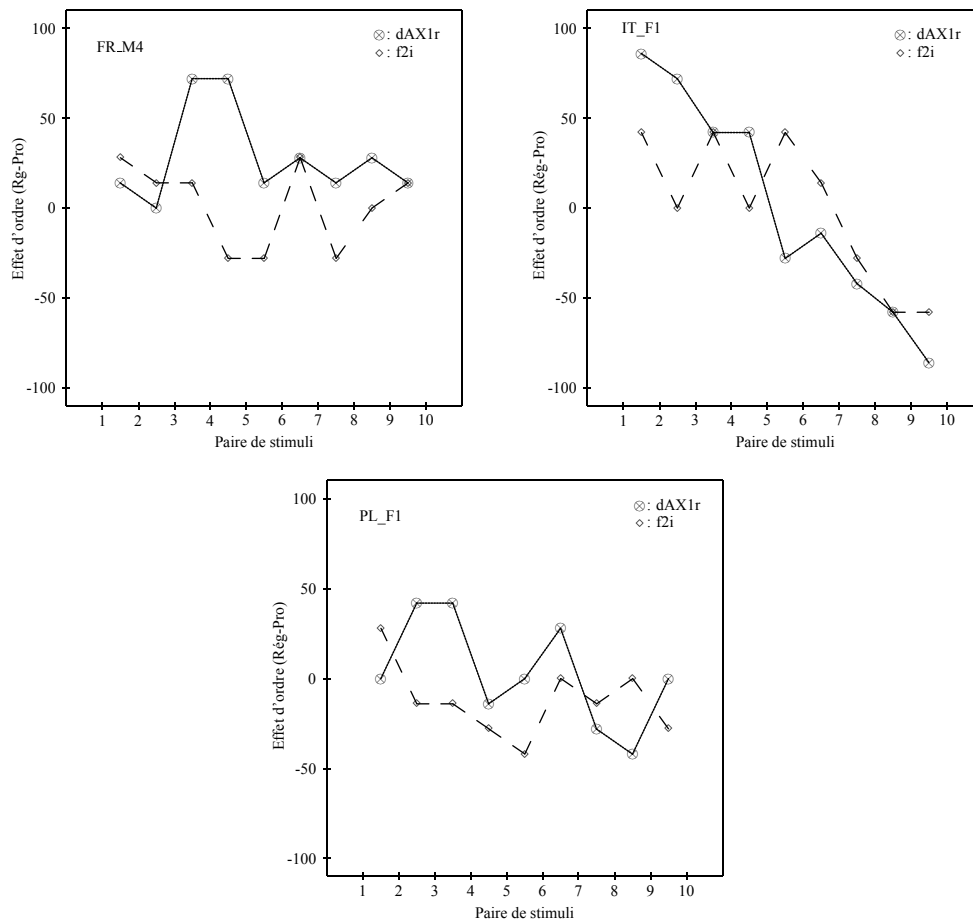 FR_M4
⊗: dAX1r
◇: f2i
Effet d'ordre (Rg-Pro)
100
50
0
-50
-100
1 2 3 4 5 6 7 8 9 10
Paire de stimuli
IT_F1
⊗: dAX1r
◇: f2i
Effet d'ordre (Rég-Pro)
100
50
0
-50
-100
1 2 3 4 5 6 7 8 9 10
Paire de stimuli
PL_F1
⊗: dAX1r
◇: f2i
Effet d'ordre (Rég-Pro)
100
50
0
-50
-100
1 2 3 4 5 6 7 8 9 10
Paire de stimuli